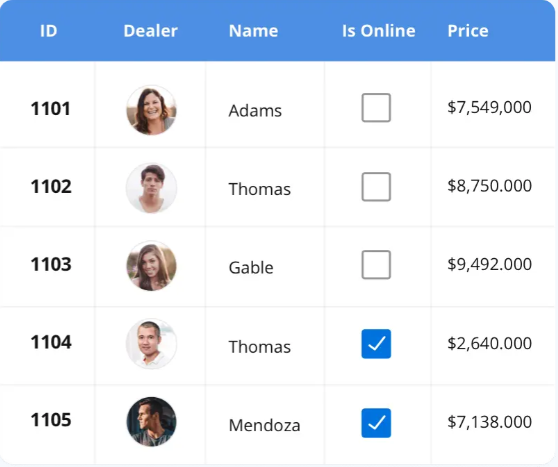 ID Dealer Name Is Online Price
1101 Adams $7,549,000
1102 Thomas $8,750.000
1103 Gable $9,492.000
1104 Thomas $2,640.000
1105 Mendoza $7,138.000